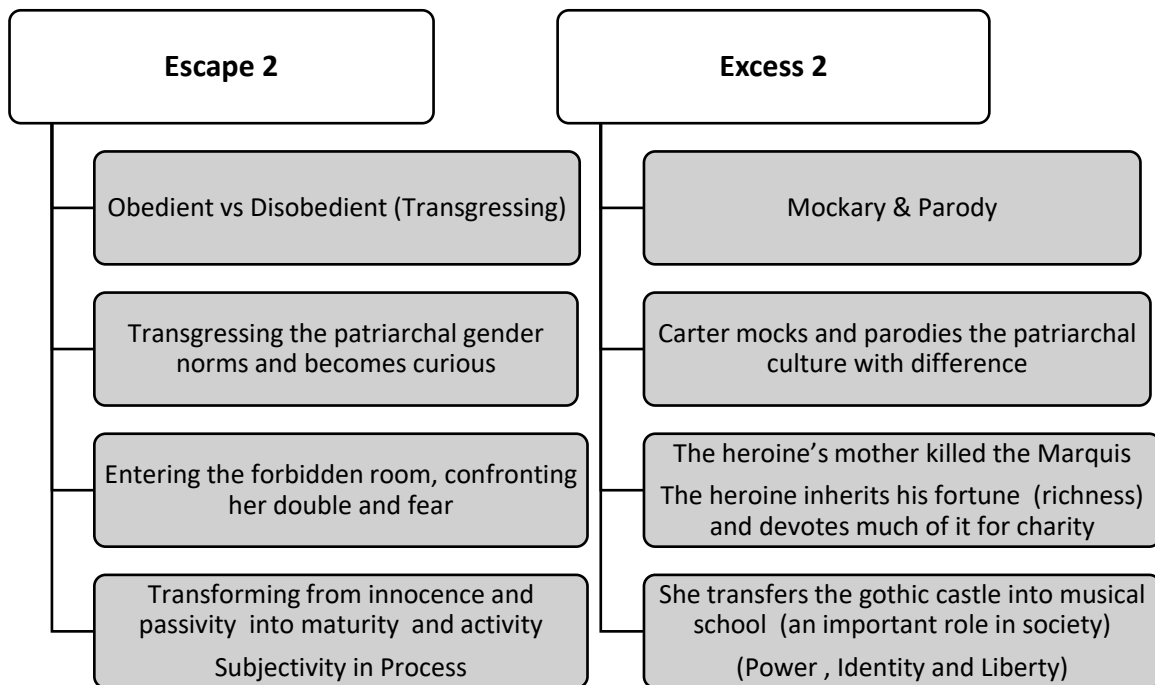 Escape 2
Obedient vs Disobedient (Transgressing)
Transgressing the patriarchal gender
norms and becomes curious
Entering the forbidden room, confronting
her double and fear
Transforming from innocence and
passivity into maturity and activity
Subjectivity in Process
Excess 2
Mockary & Parody
Carter mocks and parodies the patriarchal
culture with difference
The heroine’s mother killed the Marquis
The heroine inherits his fortune (richness)
and devotes much of it for charity
She transfers the gothic castle into musical
school (an important role in society)
(Power , Identity and Liberty)